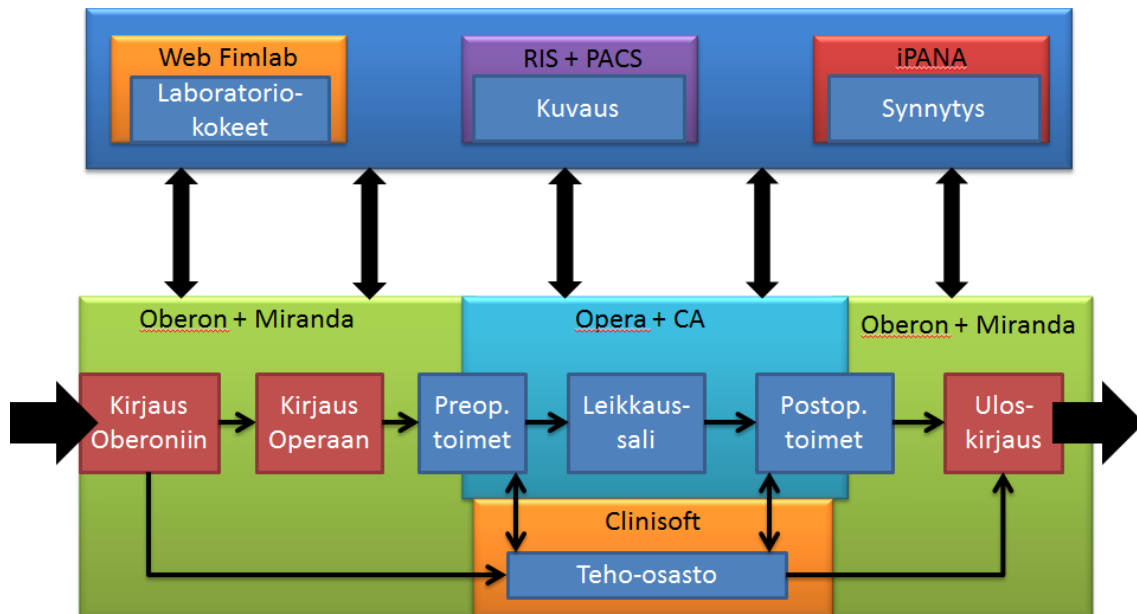 Web Fimlab
Laboratorio-
kokeet
RIS + PACS
Kuvaus
iPANA
Synnytys
Oberon + Miranda
Opera + CA
Oberon + Miranda
Kirjaus
Oberoniin
Kirjaus
Operaan
Preop.
toimet
Leikkaus-
sali
Postop.
toimet
Ulos-
kirjaus
Clinisoft
Teho-osasto